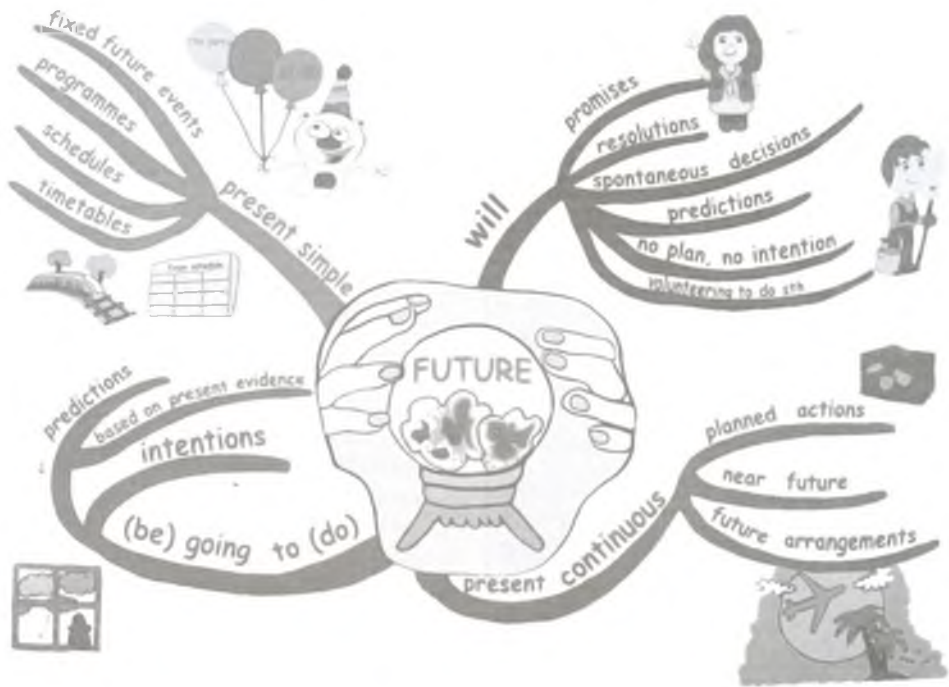 fixed future events
programmes
schedules
timetables
present simple
will
promises
resolutions
spontaneous decisions
predictions
no plan, no intention
volunteering to do sth
FUTURE
predictions
based on present evidence
intentions
(be) going to (do)
present continuous
planned actions
near future
future arrangements